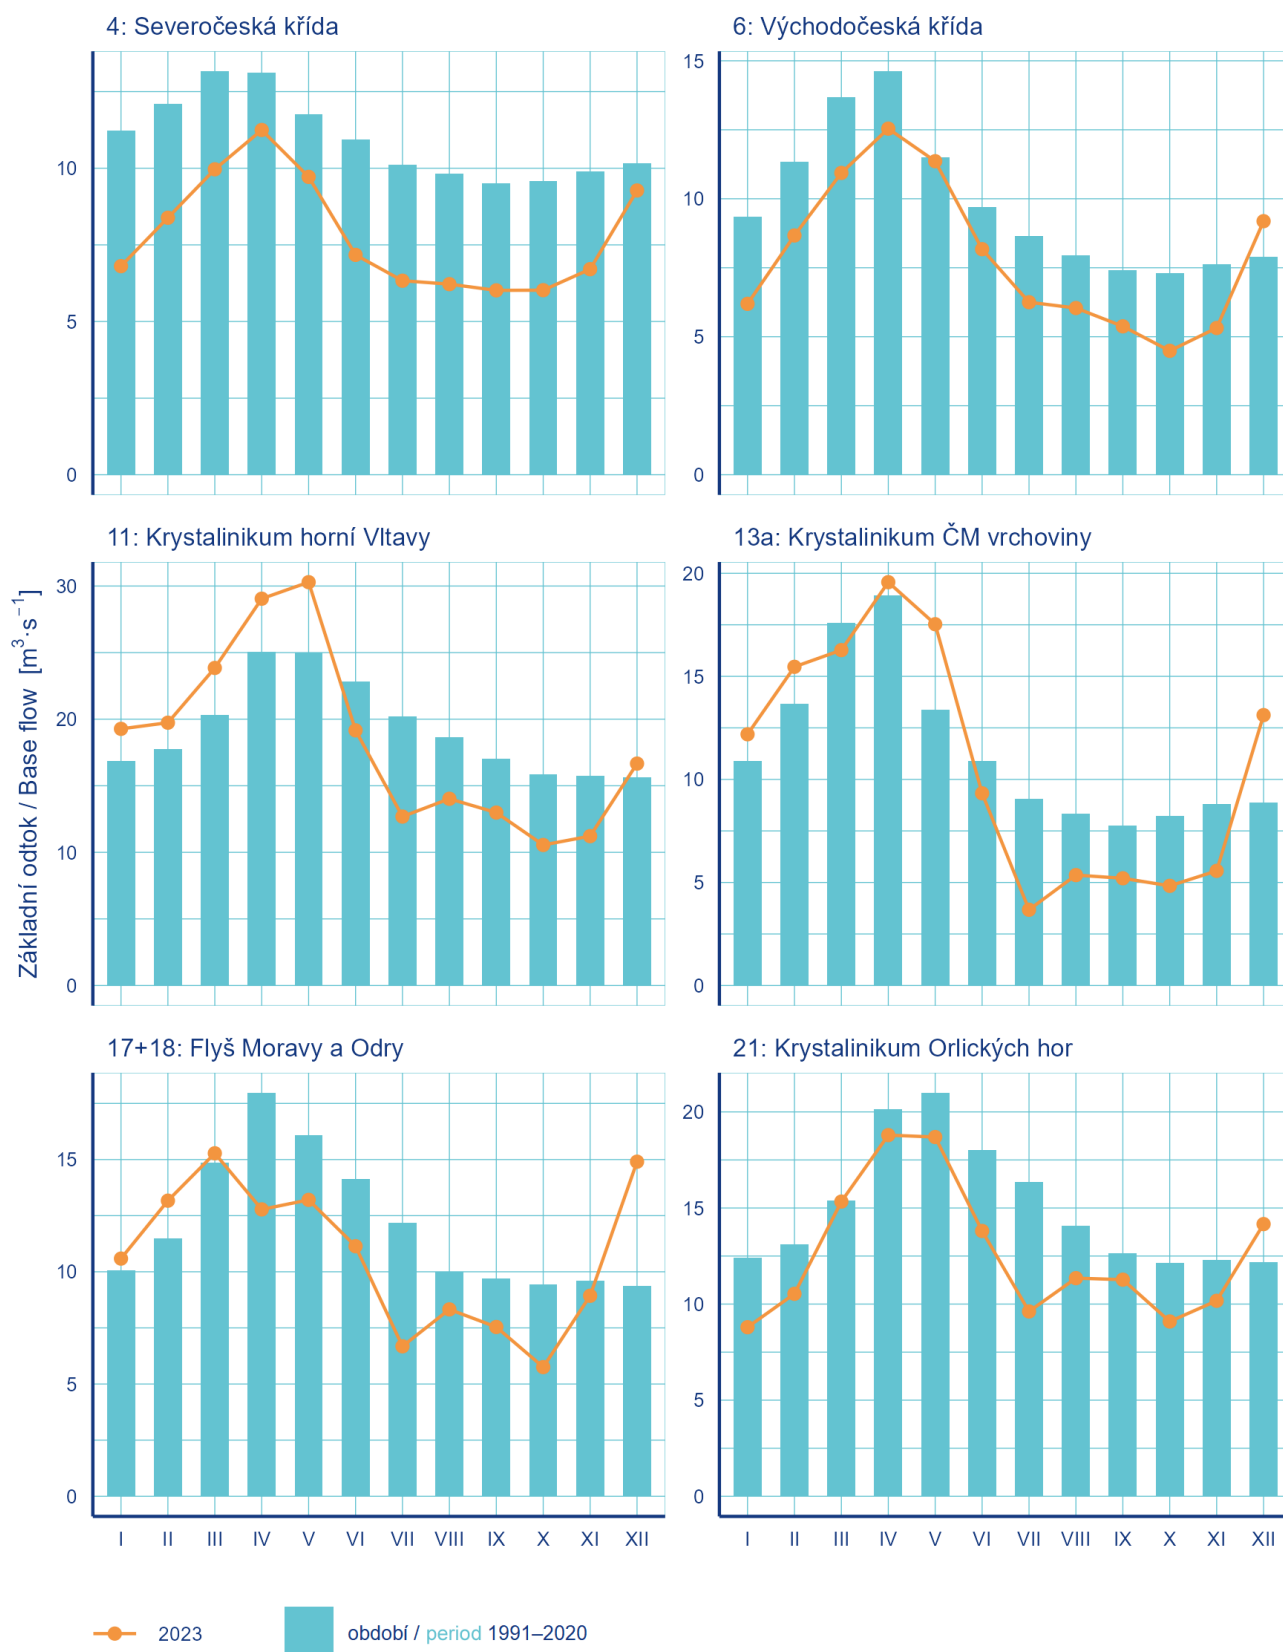 4: Severočeská křída
6: Východočeská křída
10
5
0
15
10
5
0
11: Krystalinikum horní Vltavy
13a: Krystalinikum ČM vrchoviny
Základní odtok / Base flow [m³·s⁻¹]
30
20
10
0
20
15
10
5
0
17+18: Flyš Moravy a Odry
21: Krystalinikum Orlických hor
15
10
5
0
20
15
10
5
0
I II III IV V VI VII VIII IX X XI XII
I II III IV V VI VII VIII IX X XI XII
2023
období / period 1991–2020